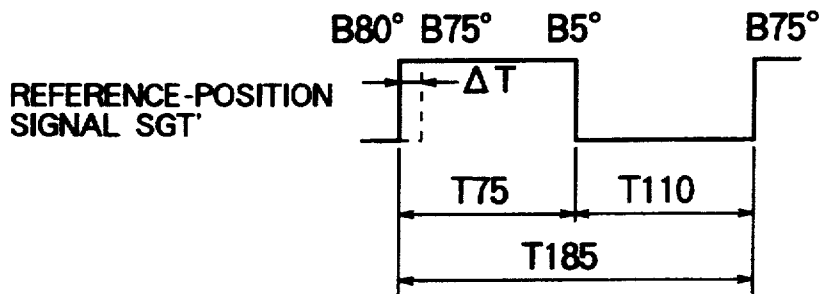 B80° B75° B5° B75°
ΔT
REFERENCE-POSITION
SIGNAL SGT'
T75 T110
T185